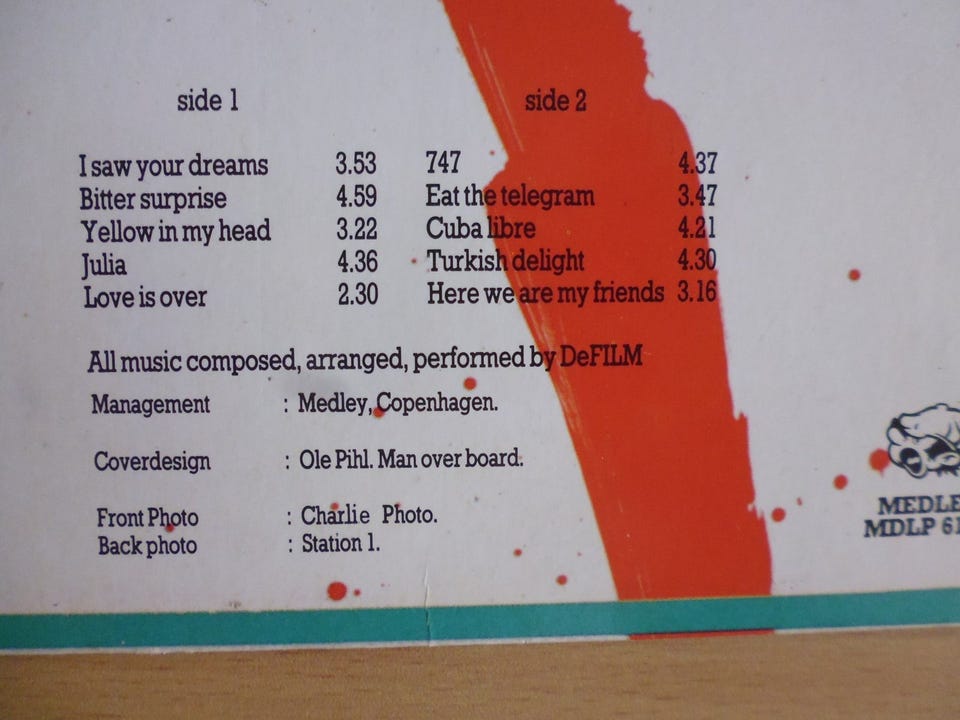 side 1 side 2
I saw your dreams 3.53 747 4.37
Bitter surprise 4.59 Eat the telegram 3.47
Yellow in my head 3.22 Cuba libre 4.21
Julia 4.36 Turkish delight 4.30
Love is over 2.30 Here we are my friends 3.16
All music composed, arranged, performed by DeFILM
Management : Medley, Copenhagen.
Coverdesign : Ole Pihl. Man over board.
Front Photo : Charlie Photo.
Back photo : Station 1.
MEDLE
MDLP 61